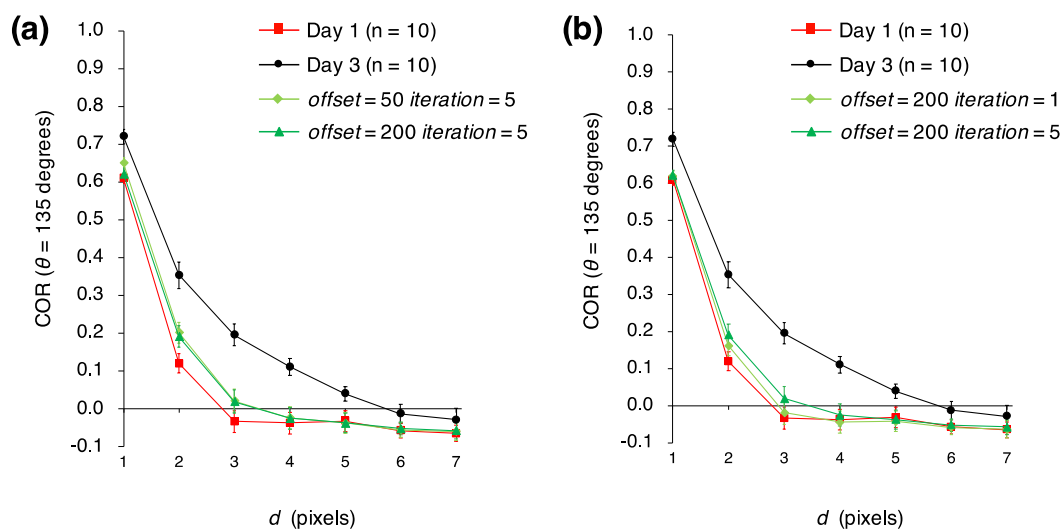 (a)
Day 1 (n = 10)
Day 3 (n = 10)
offset = 50 iteration = 5
offset = 200 iteration = 5
COR (θ = 135 degrees)
1.0
0.9
0.8
0.7
0.6
0.5
0.4
0.3
0.2
0.1
0.0
-0.1
1 2 3 4 5 6 7
d (pixels)
(b)
Day 1 (n = 10)
Day 3 (n = 10)
offset = 200 iteration = 1
offset = 200 iteration = 5
COR (θ = 135 degrees)
1.0
0.9
0.8
0.7
0.6
0.5
0.4
0.3
0.2
0.1
0.0
-0.1
1 2 3 4 5 6 7
d (pixels)